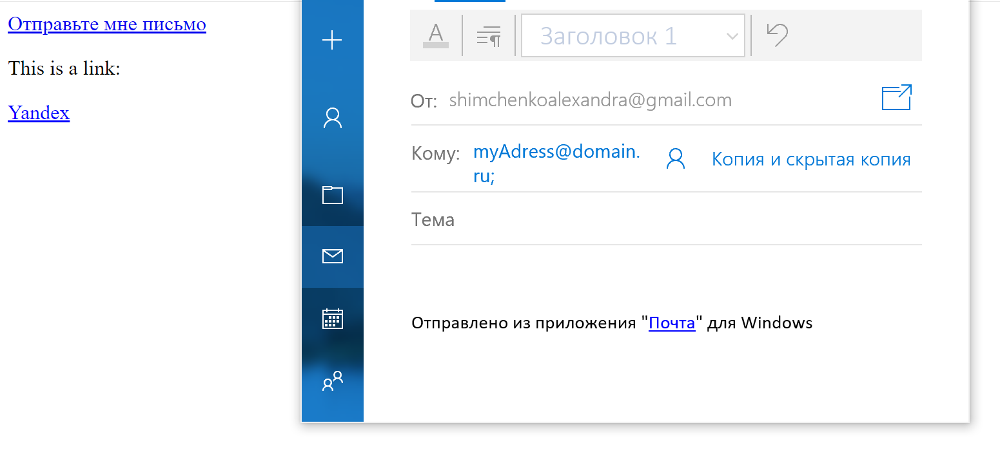 Отправьте мне письмо
This is a link:
Yandex
A
Заголовок 1
От: shimchenkoalexandra@gmail.com
Кому: myAdress@domain.
ru;
Копия и скрытая копия
Тема
Отправлено из приложения "Почта" для Windows